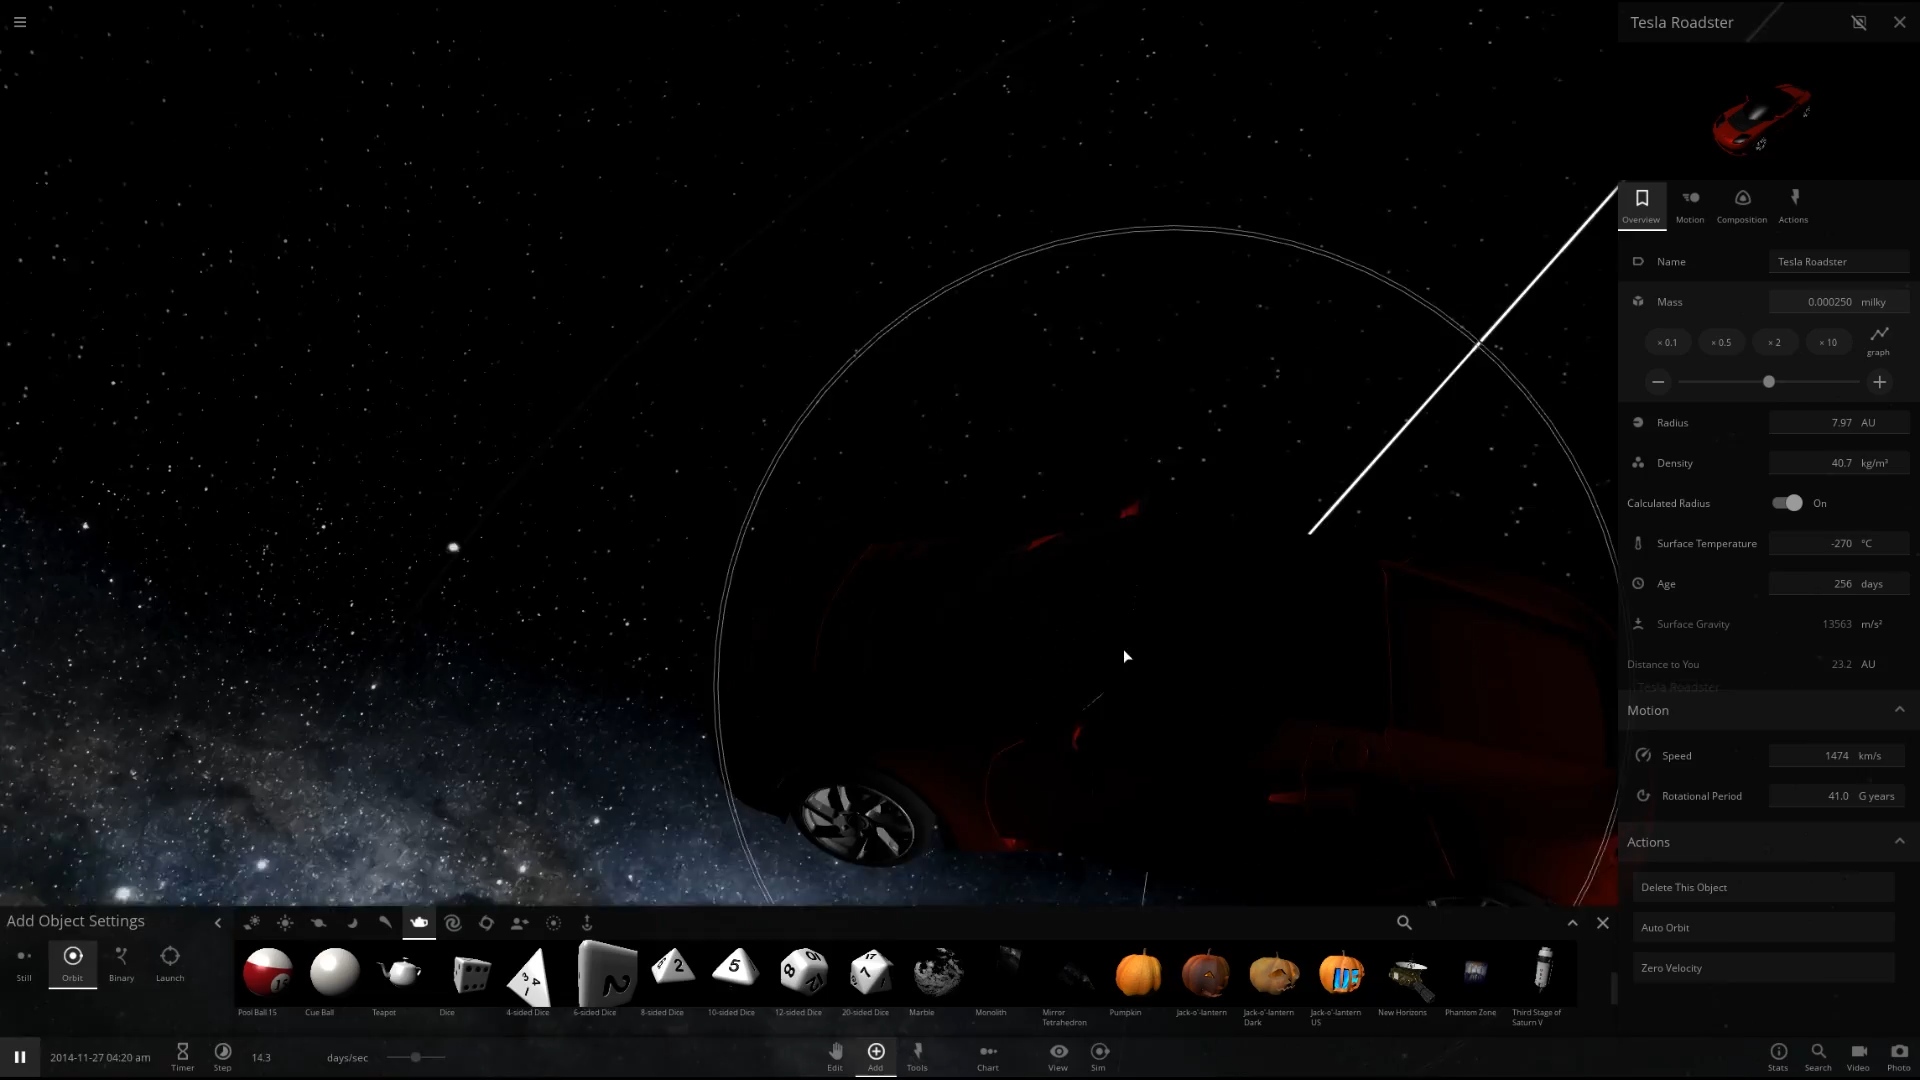 Tesla Roadster
Overview
Motion
Composition
Actions
Name
Tesla Roadster
Mass
0.000250 milky
× 0.1
× 0.5
× 2
× 10
graph
Radius
7.97 AU
Density
40.7 kg/m³
Calculated Radius
On
Surface Temperature
-270 °C
Age
256 days
Surface Gravity
13563 m/s²
Distance to You
23.2 AU
Tesla Roadster
Motion
Speed
1474 km/s
Rotational Period
41.0 G years
Actions
Delete This Object
Auto Orbit
Zero Velocity
Add Object Settings
Still
Orbit
Binary
Launch
Pool Ball 15
Cue Ball
Teapot
Dice
4-sided Dice
6-sided Dice
8-sided Dice
10-sided Dice
12-sided Dice
20-sided Dice
Marble
Monolith
Mirror
Tetrahedron
Pumpkin
Jack-o'-lantern
Jack-o'-lantern
Dark
Jack-o'-lantern
US
New Horizons
Phantom Zone
Third Stage of
Saturn V
2014-11-27 04:20 am
Timer
Step
14.3
days/sec
Edit
Add
Tools
Chart
View
Sim
Stats
Search
Video
Photo